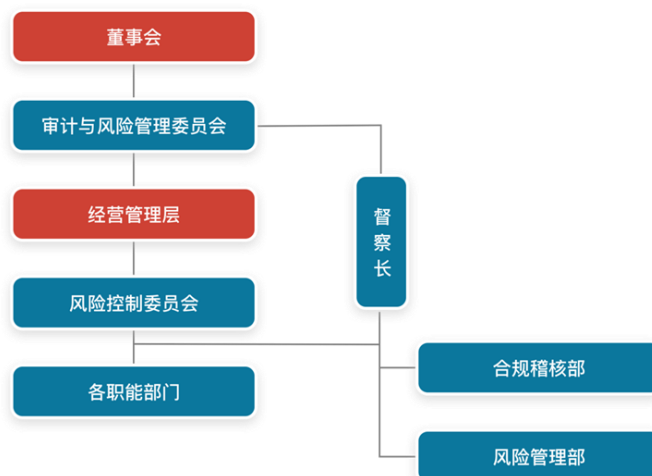 董事会
审计与风险管理委员会
经营管理层
督察长
风险控制委员会
各职能部门
合规稽核部
风险管理部